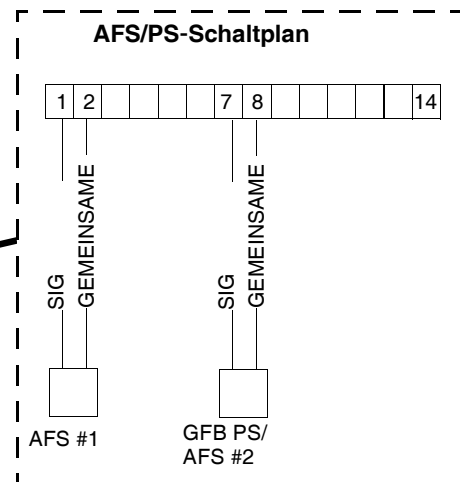 AFS/PS-Schaltplan
1 2 7 8 14
SIG
GEMEINSAME
SIG
GEMEINSAME
AFS #1
GFB PS/
AFS #2